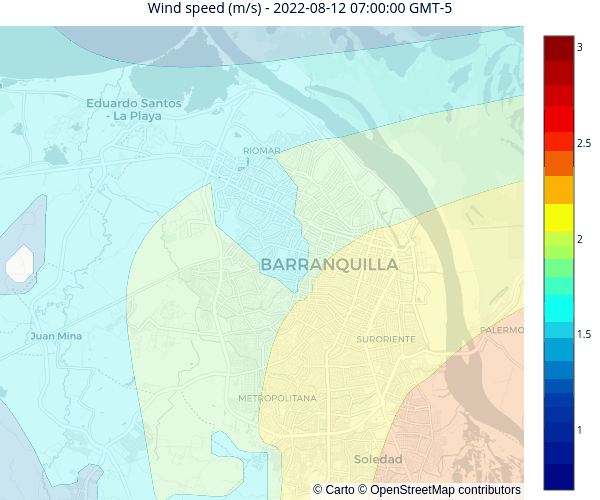 Wind speed (m/s) - 2022-08-12 07:00:00 GMT-5
3
Eduardo Santos
- La Playa
2.5
RIOMAR
2
BARRANQUILLA
1.5
Juan Mina
SURORIENTE
PALERMO
METROPOLITANA
1
Soledad
© Carto © OpenStreetMap contributors